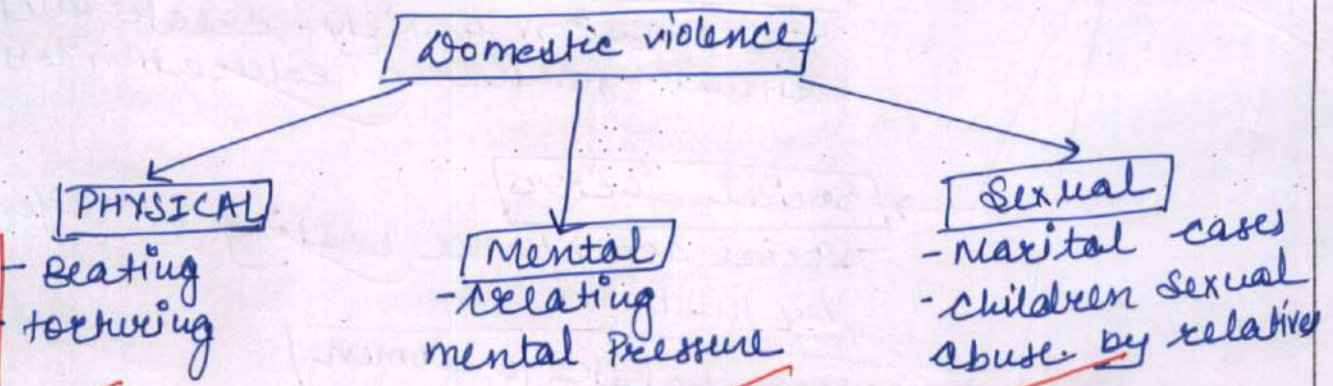 Domestic violence
PHYSICAL
- Beating
- torturing
Mental
- Creating
mental Pressure
Sexual
- Marital cases
- children sexual
abuse by relatives